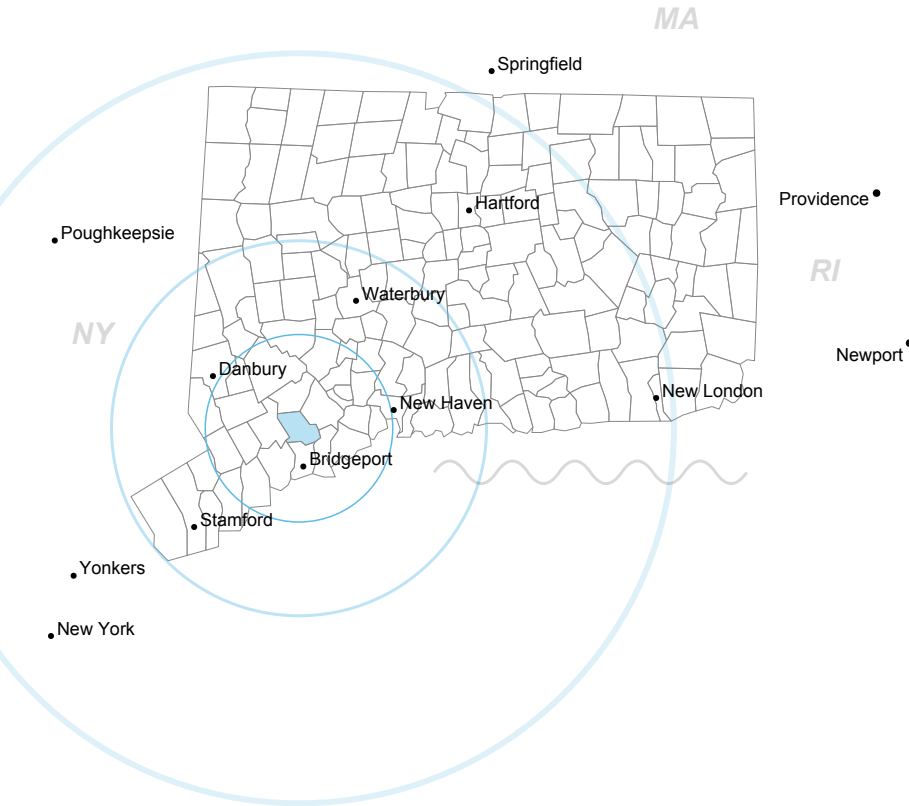 MA
Springfield
Providence
Hartford
Poughkeepsie
RI
Waterbury
NY
Newport
Danbury
New London
New Haven
Bridgeport
Stamford
Yonkers
New York